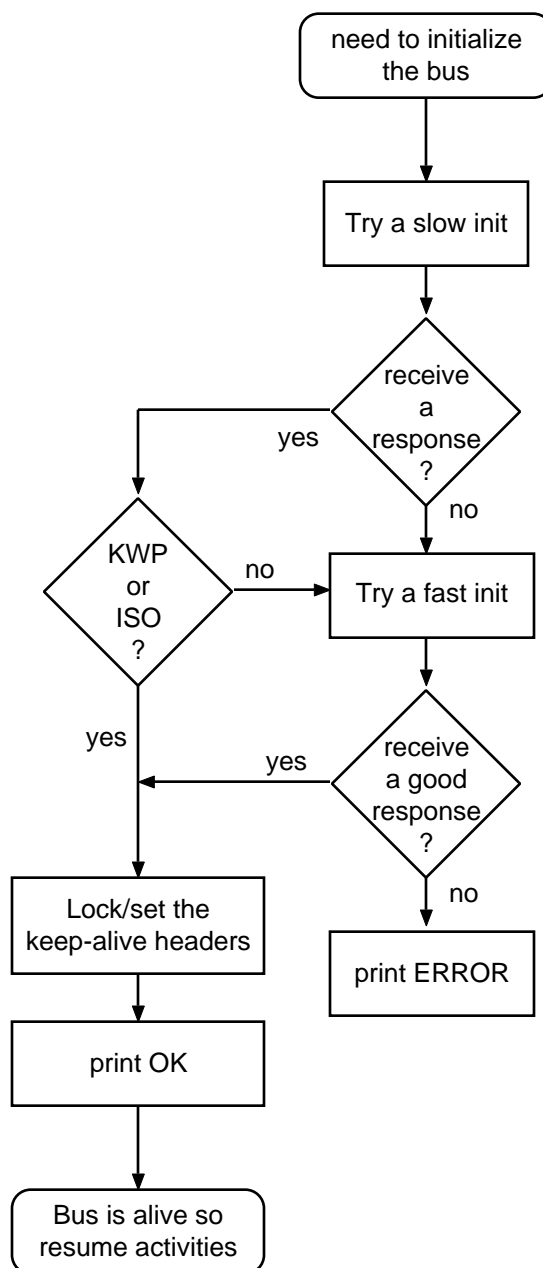 need to initialize
the bus
Try a slow init
receive
a
response
?
yes
no
KWP
or
ISO
?
no
Try a fast init
yes
yes
receive
a good
response
?
no
Lock/set the
keep-alive headers
print ERROR
print OK
Bus is alive so
resume activities